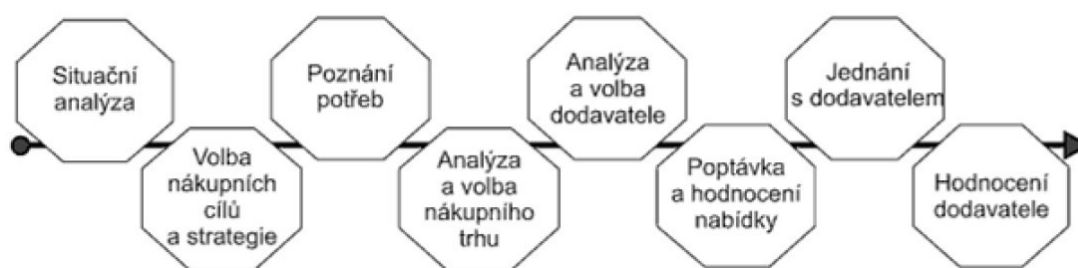 Situační
analýza
Volba
nákupních
cílů
a strategie
Poznání
potřeb
Analýza
a volba
nákupního
trhu
Analýza
a volba
dodavatele
Poptávka
a hodnocení
nabídky
Jednání
s dodavatelem
Hodnocení
dodavatele